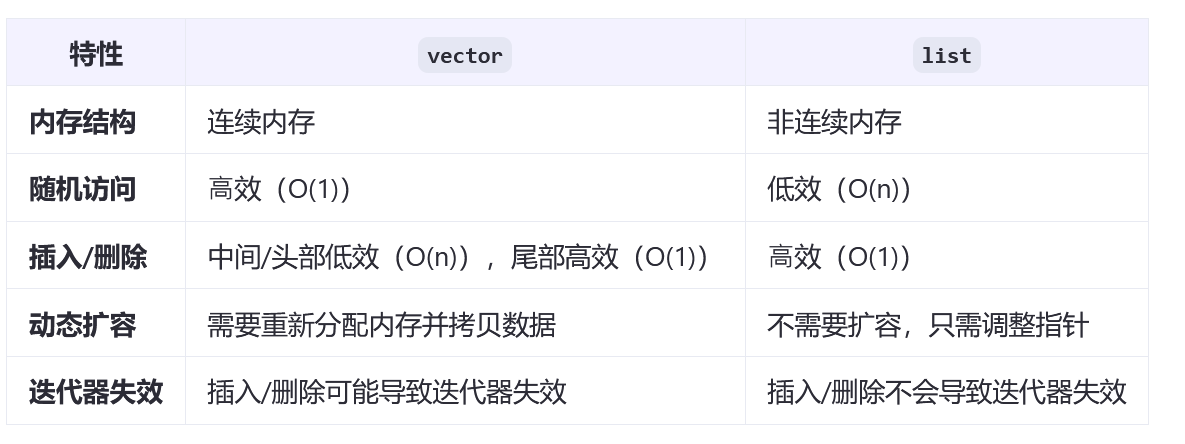 特性 vector list
内存结构 连续内存 非连续内存
随机访问 高效（O(1)） 低效（O(n)）
插入/删除 中间/头部低效（O(n)），尾部高效（O(1)） 高效（O(1)）
动态扩容 需要重新分配内存并拷贝数据 不需要扩容，只需调整指针
迭代器失效 插入/删除可能导致迭代器失效 插入/删除不会导致迭代器失效